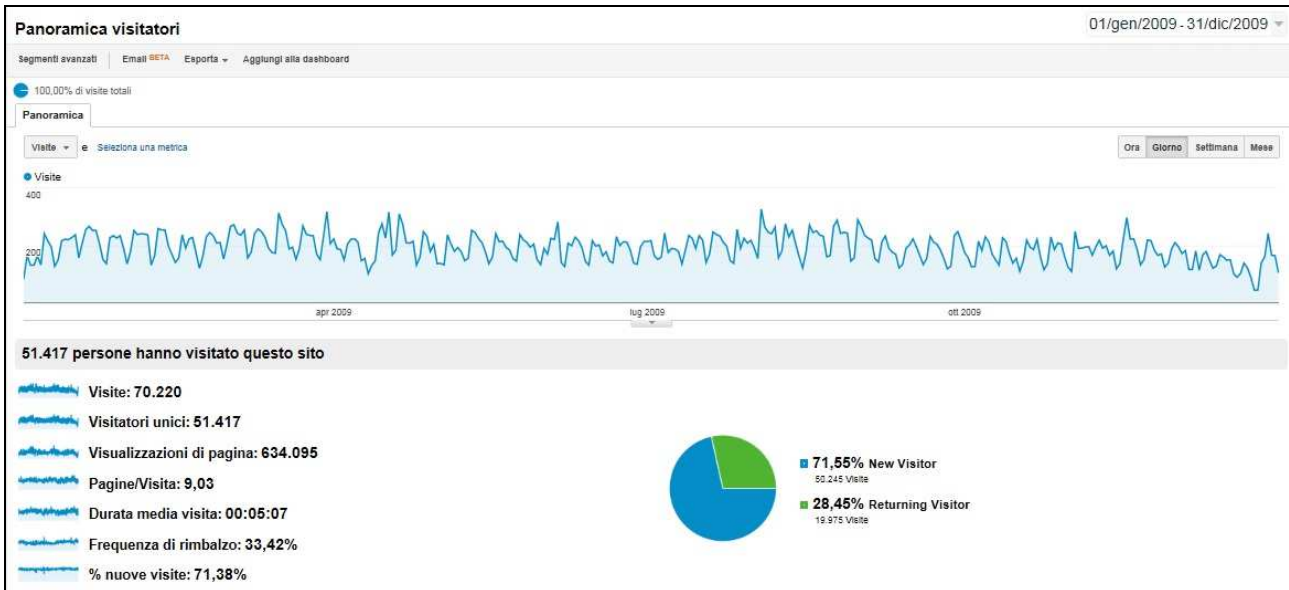 Panoramica visitatori
01/gen/2009 - 31/dic/2009
Segmenti avanzati Email BETA Esporta Aggiungi alla dashboard
100,00% di visite totali
Panoramica
Visite e Seleziona una metrica
Ora Giorno Settimana Mese
Visite
400
200
apr 2009 lug 2009 ott 2009
51.417 persone hanno visitato questo sito
Visite: 70.220
Visitatori unici: 51.417
Visualizzazioni di pagina: 634.095
Pagine/Visita: 9,03
Durata media visita: 00:05:07
Frequenza di rimbalzo: 33,42%
% nuove visite: 71,38%
71,55% New Visitor
50.245 Visite
28,45% Returning Visitor
19.975 Visite